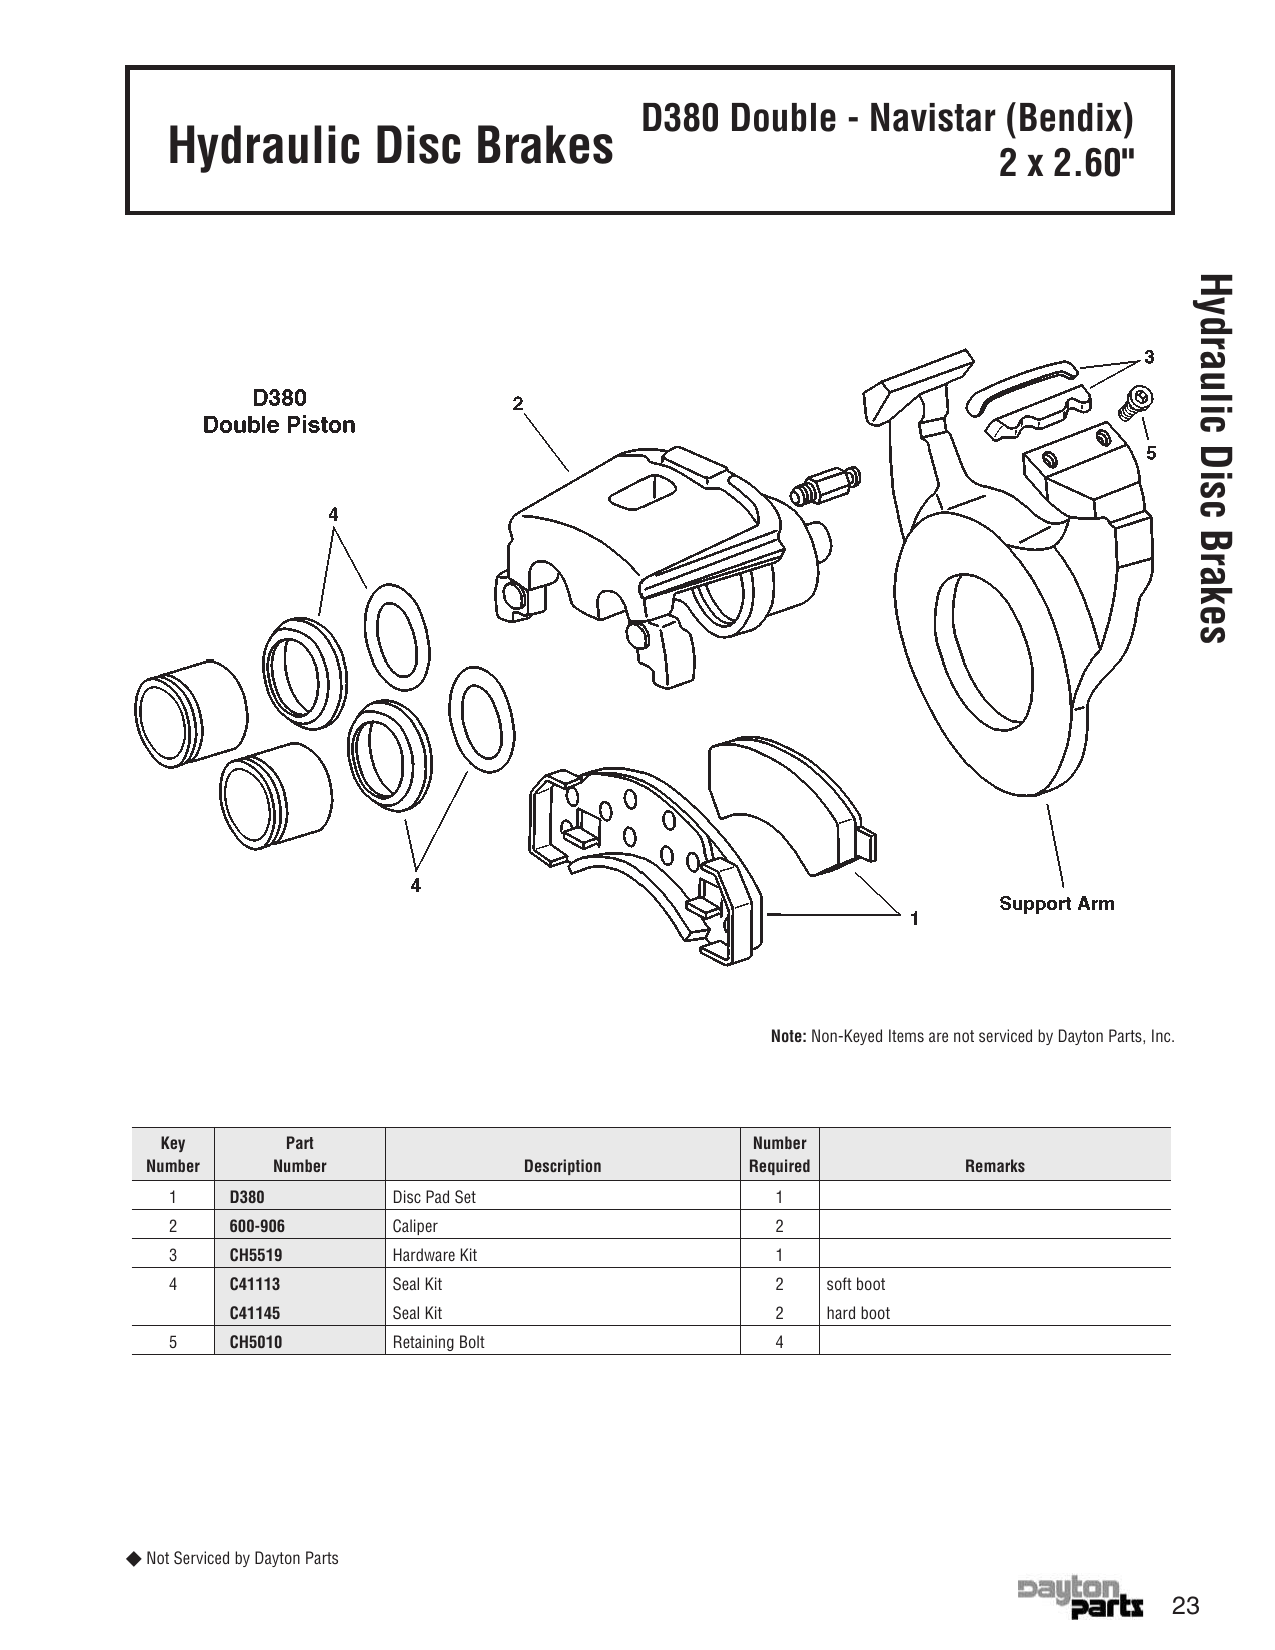 Hydraulic Disc Brakes
D380 Double - Navistar (Bendix)
2 x 2.60"
Hydraulic Disc Brakes
D380
Double Piston
2
3
5
4
4
1
Support Arm
Note: Non-Keyed Items are not serviced by Dayton Parts, Inc.
Key Number Part Number Description Number Required Remarks
1 D380 Disc Pad Set 1
2 600-906 Caliper 2
3 CH5519 Hardware Kit 1
4 C41113 Seal Kit 2 soft boot
C41145 Seal Kit 2 hard boot
5 CH5010 Retaining Bolt 4
◆ Not Serviced by Dayton Parts
Dayton
parts
23